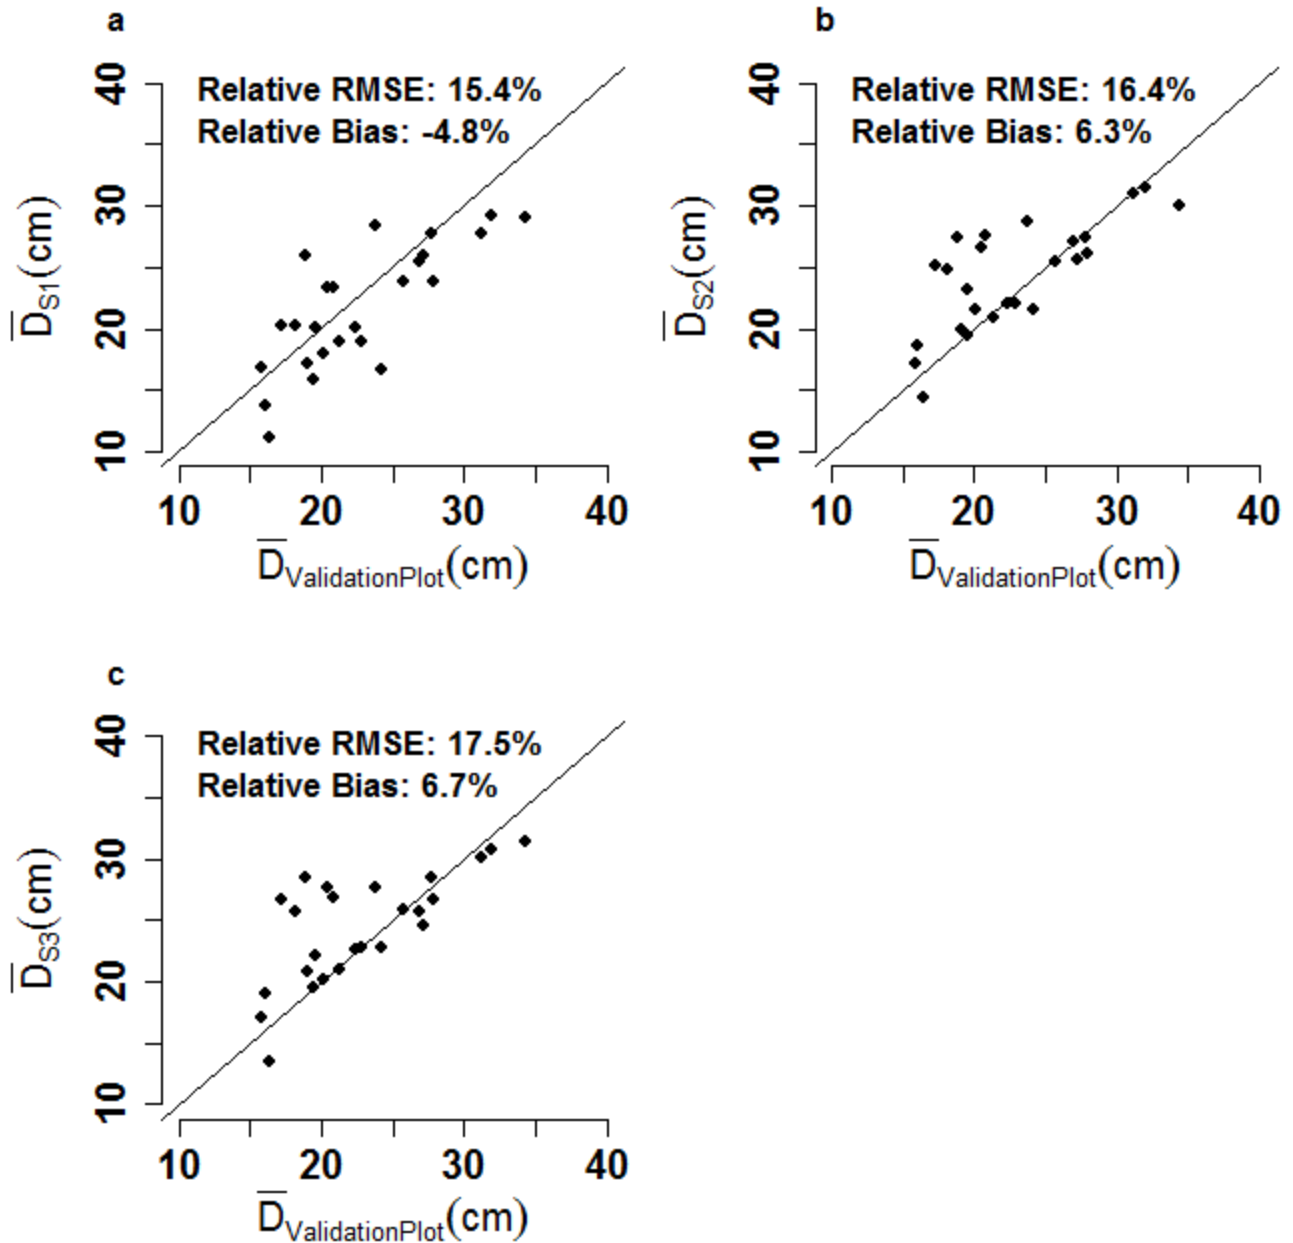 a
Relative RMSE: 15.4%
Relative Bias: -4.8%
40
30
20
10
D̅S1(cm)
10 20 30 40
D̅ValidationPlot(cm)
b
Relative RMSE: 16.4%
Relative Bias: 6.3%
40
30
20
10
D̅S2(cm)
10 20 30 40
D̅ValidationPlot(cm)
c
Relative RMSE: 17.5%
Relative Bias: 6.7%
40
30
20
10
D̅S3(cm)
10 20 30 40
D̅ValidationPlot(cm)